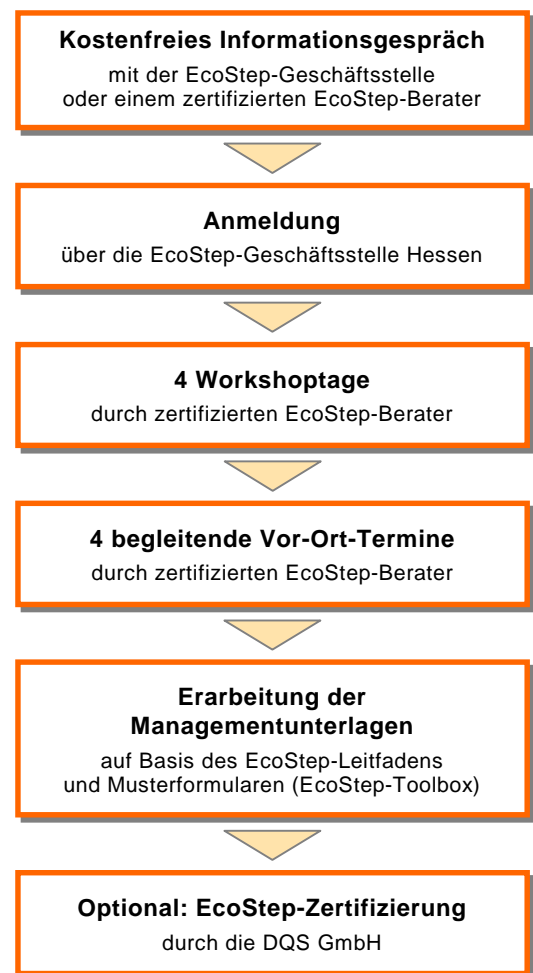 Kostenfreies Informationsgespräch
mit der EcoStep-Geschäftsstelle
oder einem zertifizierten EcoStep-Berater
Anmeldung
über die EcoStep-Geschäftsstelle Hessen
4 Workshoptage
durch zertifizierten EcoStep-Berater
4 begleitende Vor-Ort-Termine
durch zertifizierten EcoStep-Berater
Erarbeitung der
Managementunterlagen
auf Basis des EcoStep-Leitfadens
und Musterformularen (EcoStep-Toolbox)
Optional: EcoStep-Zertifizierung
durch die DQS GmbH